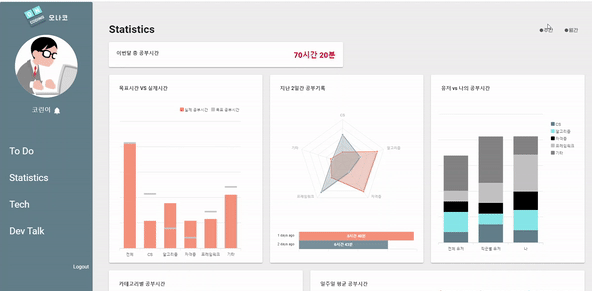 CODING
모나코
코린이
To Do
Statistics
Tech
Dev Talk
Logout
Statistics
월간
이번달 총 공부시간
70시간 20분
목표시간 VS 실제시간
실제 공부시간
목표 공부시간
전체
CS
알고리즘
자격증
프레임워크
기타
지난 2일간 공부기록
CS
알고리즘
자격증
프레임워크
기타
1 days ago
2 days ago
유저 vs 나의 공부시간
CS
알고리즘
자격증
프레임워크
기타
전체 유저
직군별 유저
나
카테고리별 공부시간
일주일 평균 공부시간